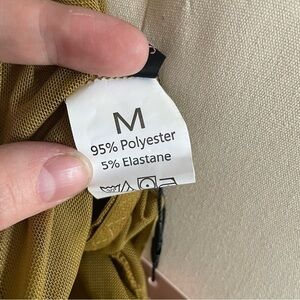 M
95% Polyester
5% Elastane